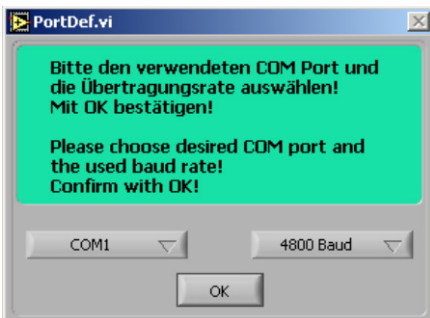 PortDef.vi
Bitte den verwendeten COM Port und
die Übertragungsrate auswählen!
Mit OK bestätigen!
Please choose desired COM port and
the used baud rate!
Confirm with OK!
COM1
4800 Baud
OK